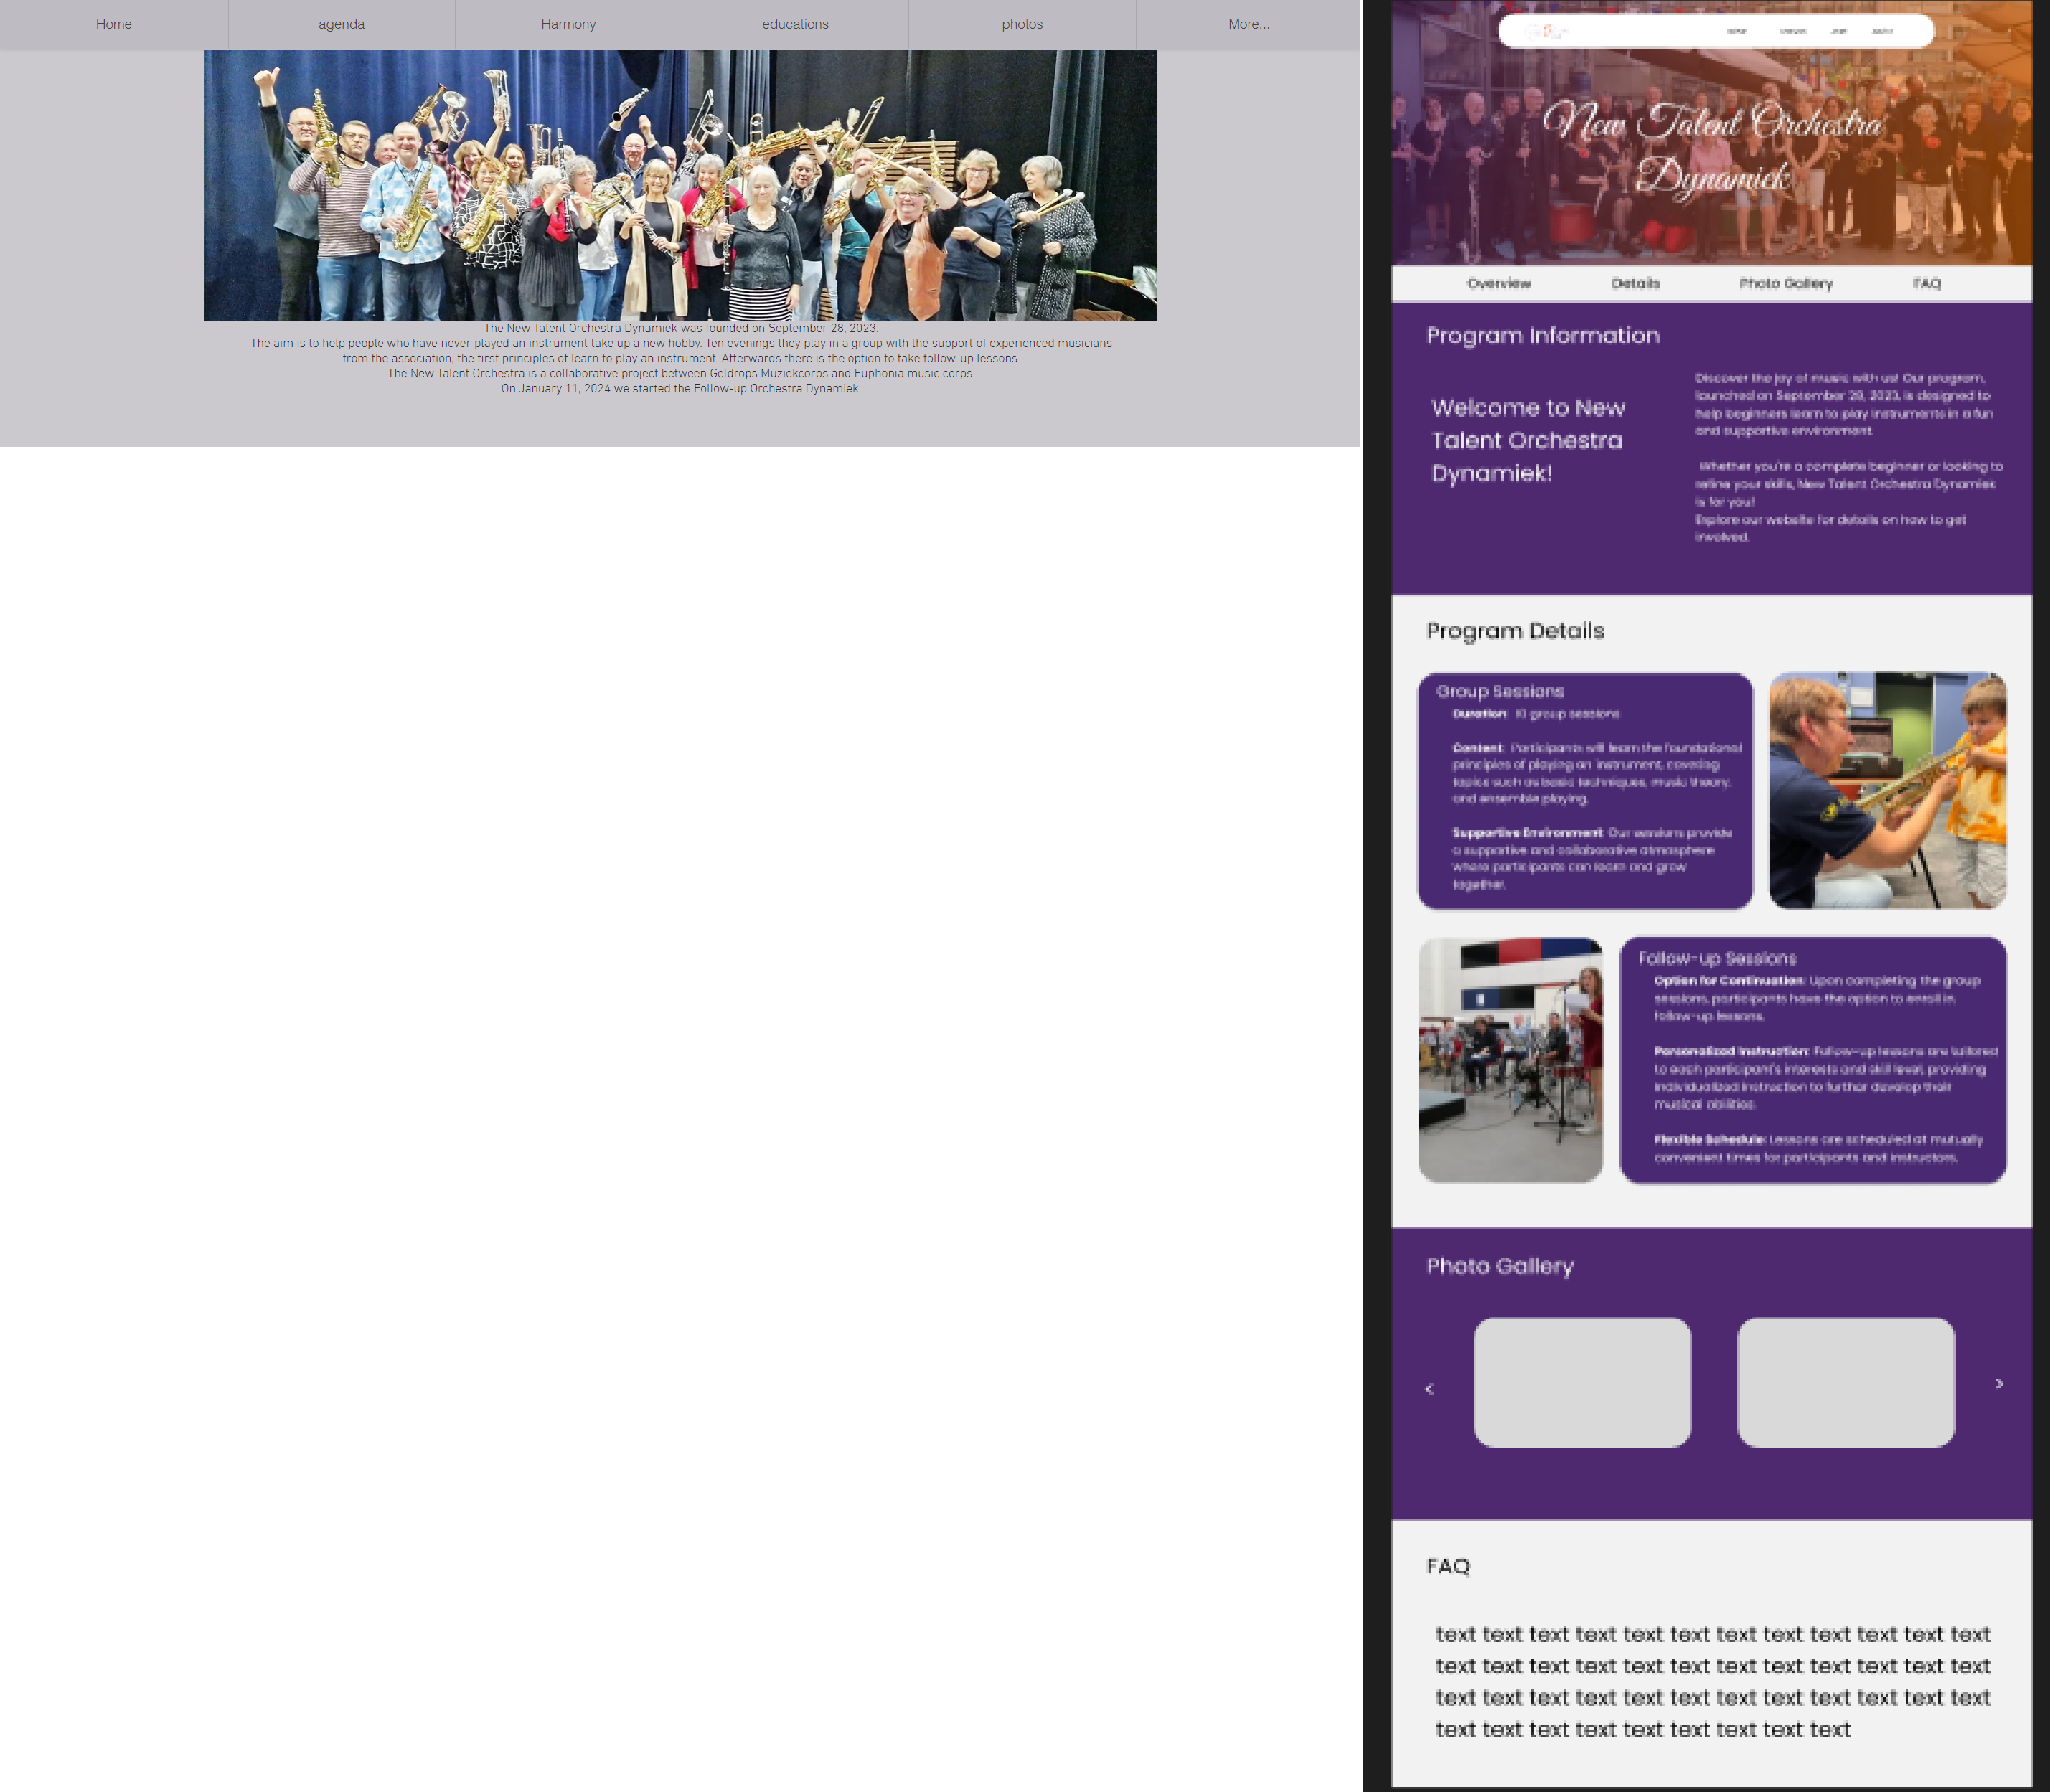 Home agenda Harmony educations photos More...
The New Talent Orchestra Dynamiek was founded on September 28, 2023.
The aim is to help people who have never played an instrument take up a new hobby. Ten evenings they play in a group with the support of experienced musicians
from the association, the first principles of learn to play an instrument. Afterwards there is the option to take follow-up lessons.
The New Talent Orchestra is a collaborative project between Geldrops Muziekcorps and Euphonia music corps.
On January 11, 2024 we started the Follow-up Orchestra Dynamiek.
New Talent Orchestra
Dynamiek
Overview Details Photo Gallery FAQ
Program Information
Welcome to New
Talent Orchestra
Dynamiek!
Discover the joy of music with us! Our program,
launched on September 28, 2023, is designed to
help beginners learn to play instruments in a fun
and supportive environment.
Whether you're a complete beginner or looking to
refine your skills, New Talent Orchestra Dynamiek
is for you!
Explore our website for details on how to get
involved.
Program Details
Group Sessions
Duration: 10 group sessions
Content: Participants will learn the foundational
principles of playing an instrument, covering
topics such as basic techniques, music theory,
and ensemble playing.
Supportive Environment: Our sessions provide
a supportive and collaborative atmosphere
where participants can learn and grow
together.
Follow-up Sessions
Option for Continuation: Upon completing the group
sessions, participants have the option to enroll in
follow-up lessons.
Personalized Instruction: Follow-up lessons are tailored
to each participant's interests and skill level, providing
individualized instruction to further develop their
musical abilities.
Flexible Schedule: Lessons are scheduled at mutually
convenient times for participants and instructors.
Photo Gallery
< >
FAQ
text text text text text text text text text text text text
text text text text text text text text text text text text
text text text text text text text text text text text text
text text text text text text text text text